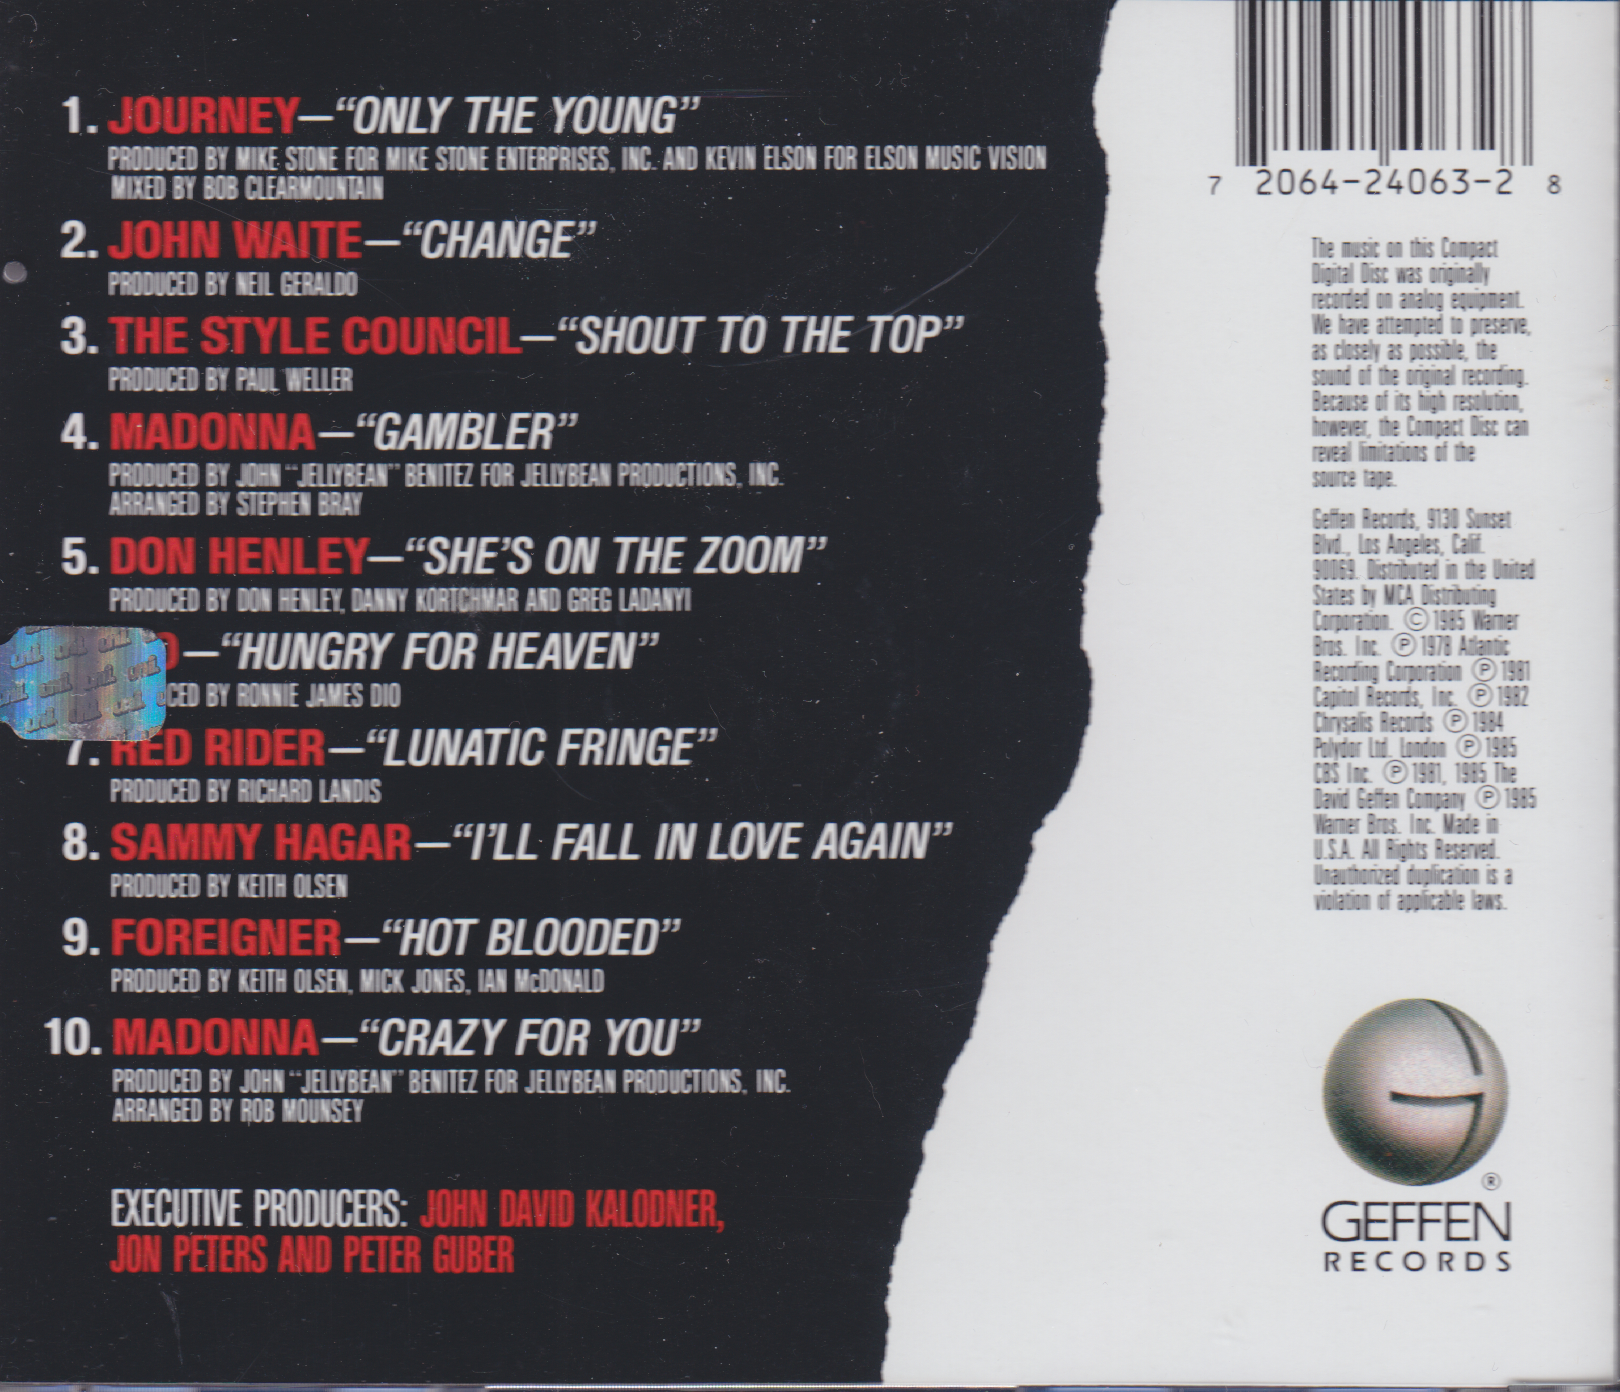 1. JOURNEY—“ONLY THE YOUNG”
PRODUCED BY MIKE STONE FOR MIKE STONE ENTERPRISES, INC. AND KEVIN ELSON FOR ELSON MUSIC VISION
MIXED BY BOB CLEARMOUNTAIN
2. JOHN WAITE—“CHANGE”
PRODUCED BY NEIL GERALDO
3. THE STYLE COUNCIL—“SHOUT TO THE TOP”
PRODUCED BY PAUL WELLER
4. MADONNA—“GAMBLER”
PRODUCED BY JOHN “JELLYBEAN” BENITEZ FOR JELLYBEAN PRODUCTIONS, INC.
ARRANGED BY STEPHEN BRAY
5. DON HENLEY—“SHE’S ON THE ZOOM”
PRODUCED BY DON HENLEY, DANNY KORTCHMAR AND GREG LADANYI
—“HUNGRY FOR HEAVEN”
BY RONNIE JAMES DIO
7. RED RIDER—“LUNATIC FRINGE”
PRODUCED BY RICHARD LANDIS
8. SAMMY HAGAR—“I’LL FALL IN LOVE AGAIN”
PRODUCED BY KEITH OLSEN
9. FOREIGNER—“HOT BLOODED”
PRODUCED BY KEITH OLSEN, MICK JONES, IAN McDONALD
10. MADONNA—“CRAZY FOR YOU”
PRODUCED BY JOHN “JELLYBEAN” BENITEZ FOR JELLYBEAN PRODUCTIONS, INC.
ARRANGED BY ROB MOUNSEY
EXECUTIVE PRODUCERS: JOHN DAVID KALODNER,
JON PETERS AND PETER GUBER
7 2064-24063-2 8
The music on this Compact
Digital Disc was originally
recorded on analog equipment.
We have attempted to preserve,
as closely as possible, the
sound of the original recording.
Because of its high resolution,
however, the Compact Disc can
reveal limitations of the
source tape.
Geffen Records, 9130 Sunset
Blvd., Los Angeles, Calif.
90069. Distributed in the United
States by MCA Distributing
Corporation. © 1985 Warner
Bros. Inc. ℗ 1978 Atlantic
Recording Corporation ℗ 1981
Capitol Records, Inc. ℗ 1982
Chrysalis Records ℗ 1984
Polydor Ltd. London ℗ 1985
CBS Inc. ℗ 1981, 1985 The
David Geffen Company ℗ 1985
Warner Bros. Inc. Made in
U.S.A. All Rights Reserved.
Unauthorized duplication is a
violation of applicable laws.
®
GEFFEN
RECORDS